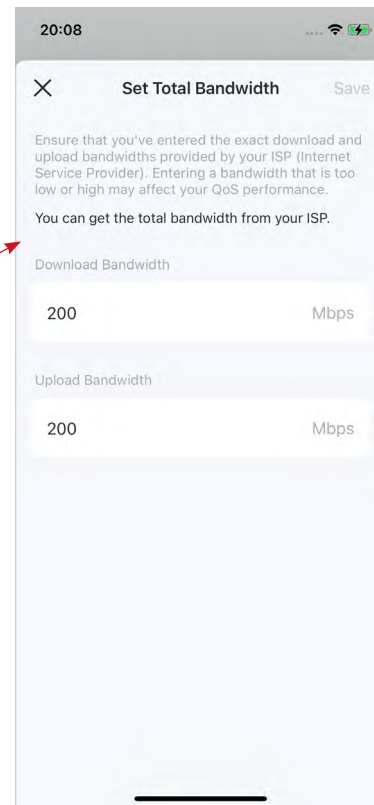 20:08
Set Total Bandwidth Save
Ensure that you've entered the exact download and
upload bandwidths provided by your ISP (Internet
Service Provider). Entering a bandwidth that is too
low or high may affect your QoS performance.
You can get the total bandwidth from your ISP.
Download Bandwidth
200 Mbps
Upload Bandwidth
200 Mbps